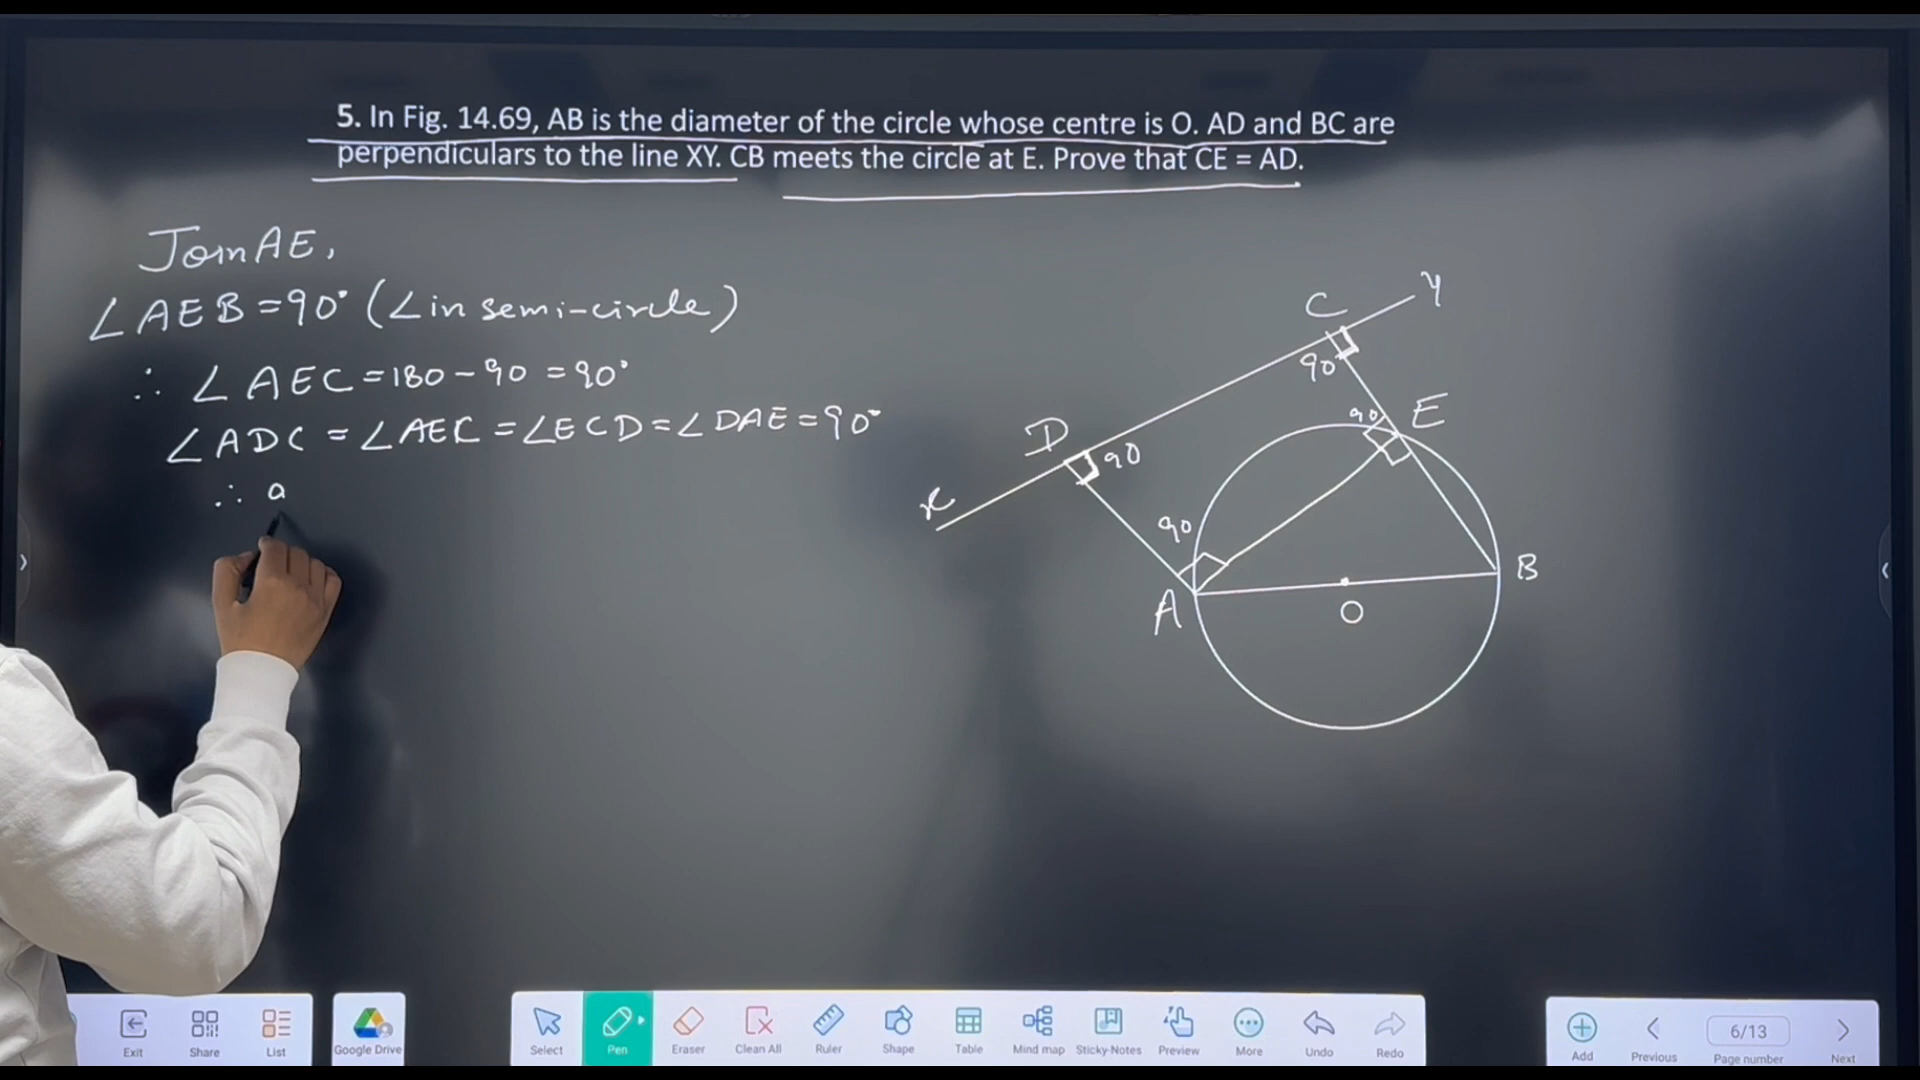 5. In Fig. 14.69, AB is the diameter of the circle whose centre is O. AD and BC are
perpendiculars to the line XY. CB meets the circle at E. Prove that CE = AD.
Join AE,
∠AEB = 90° (∠ in semi-circle)
∴ ∠AEC = 180 - 90 = 90°
∠ADC = ∠AEC = ∠ECD = ∠DAE = 90°
∴ a
C
Y
90
90
E
D
90
X
90
B
A
O
Exit
Share
List
Google Drive
Select
Pen
Eraser
Clean All
Ruler
Shape
Table
Mind map
Sticky-Notes
Preview
More
Undo
Redo
Add
Previous
6/13
Page number
Next